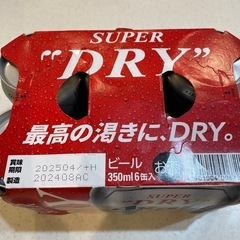 SUPER
“DRY”
最高の渇きに、DRY。
賞味
期限 202504/+H
製造 202408AC
ビール
350ml 6缶入
お